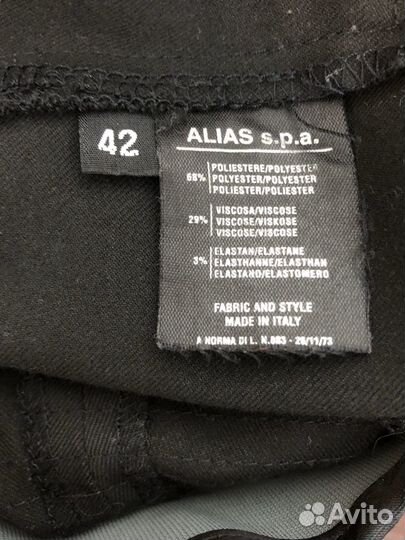 42
ALIAS s.p.a.
68% POLIESTERE/POLYESTER
POLYESTER/POLYESTER
POLIESTER/POLIESTER
29% VISCOSA/VISCOSE
VISCOSE/VISKOSE
VISCOSE/VISCOSE
3% ELASTAN/ELASTANE
ELASTHANNE/ELASTHAN
ELASTANO/ELASTOMERO
FABRIC AND STYLE
MADE IN ITALY
A NORMA DI L. N.883 - 26/11/73
Avito